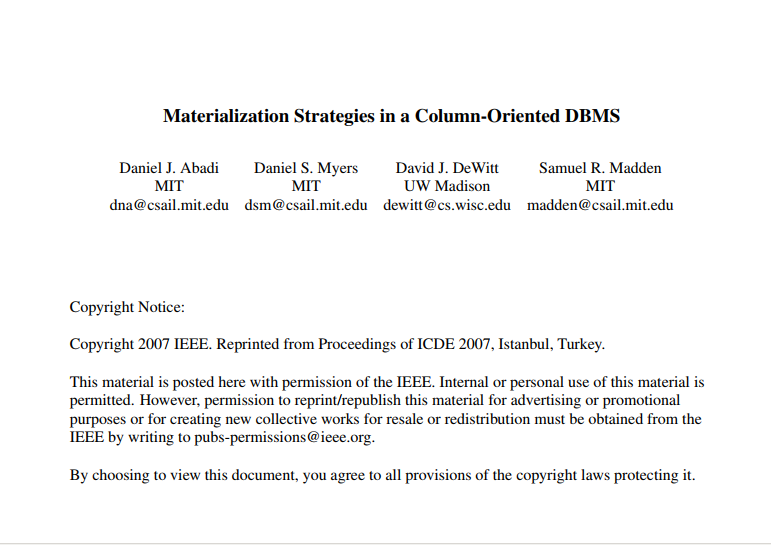 Materialization Strategies in a Column-Oriented DBMS
Daniel J. Abadi Daniel S. Myers David J. DeWitt Samuel R. Madden
MIT MIT UW Madison MIT
dna@csail.mit.edu dsm@csail.mit.edu dewitt@cs.wisc.edu madden@csail.mit.edu
Copyright Notice:
Copyright 2007 IEEE. Reprinted from Proceedings of ICDE 2007, Istanbul, Turkey.
This material is posted here with permission of the IEEE. Internal or personal use of this material is
permitted. However, permission to reprint/republish this material for advertising or promotional
purposes or for creating new collective works for resale or redistribution must be obtained from the
IEEE by writing to pubs-permissions@ieee.org.
By choosing to view this document, you agree to all provisions of the copyright laws protecting it.